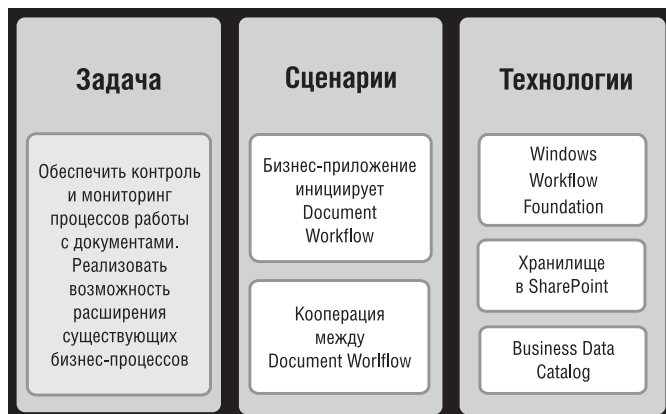 Задача
Обеспечить контроль
и мониторинг
процессов работы
с документами.
Реализовать
возможность
расширения
существующих
бизнес-процессов
Сценарии
Бизнес-приложение
инициирует
Document
Workflow
Кооперация
между
Document Worlflow
Технологии
Windows
Workflow
Foundation
Хранилище
в SharePoint
Business Data
Catalog